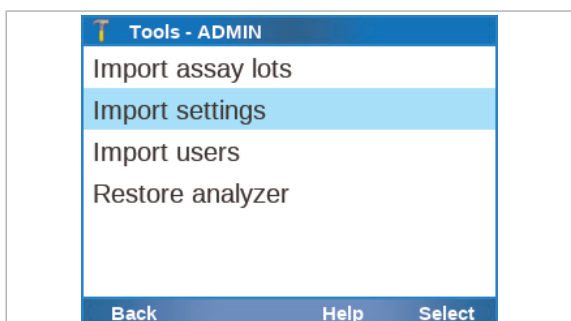 Tools - ADMIN
Import assay lots
Import settings
Import users
Restore analyzer
Back Help Select